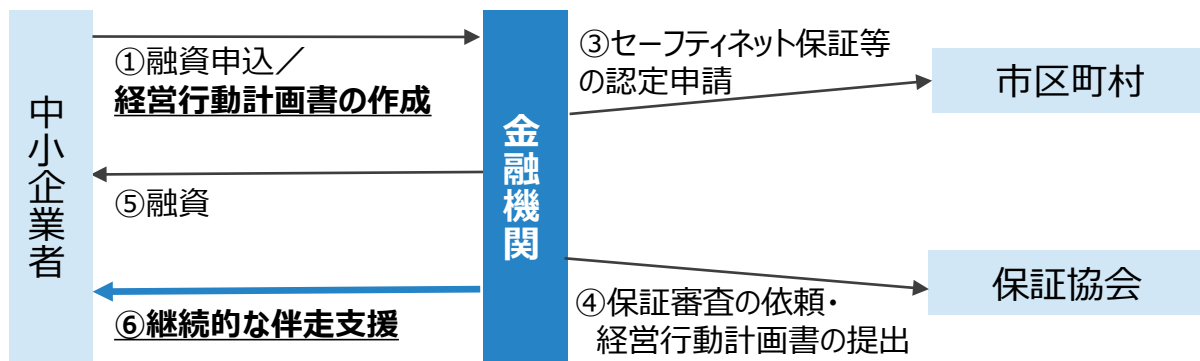 中小企業者
①融資申込／
経営行動計画書の作成
⑤融資
⑥継続的な伴走支援
金融機関
③セーフティネット保証等
の認定申請
市区町村
④保証審査の依頼・
経営行動計画書の提出
保証協会